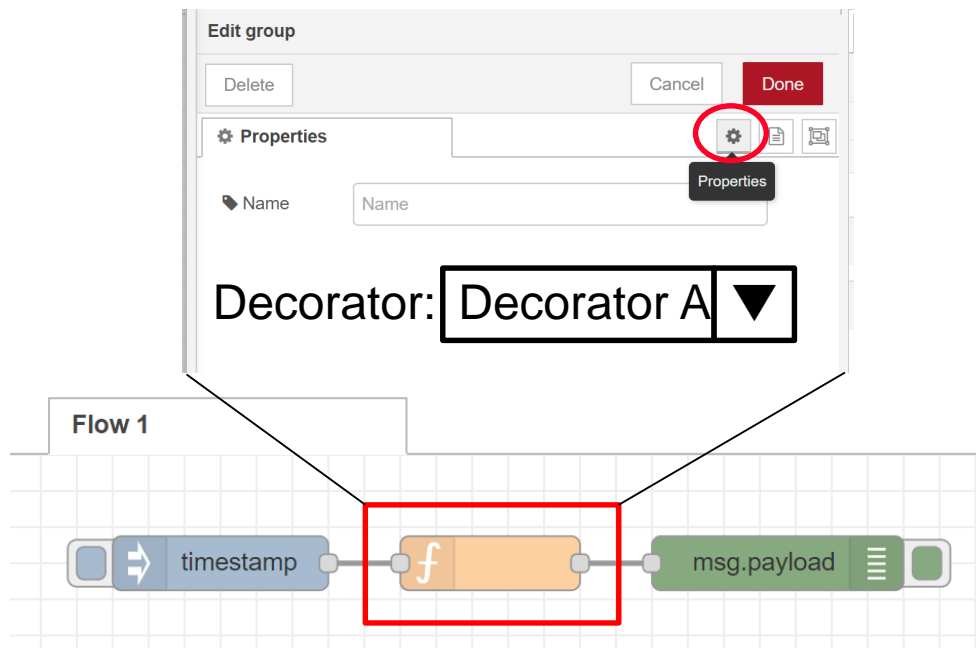 Edit group
Delete
Cancel
Done
Properties
Properties
Name
Name
Decorator: Decorator A
Flow 1
timestamp
msg.payload